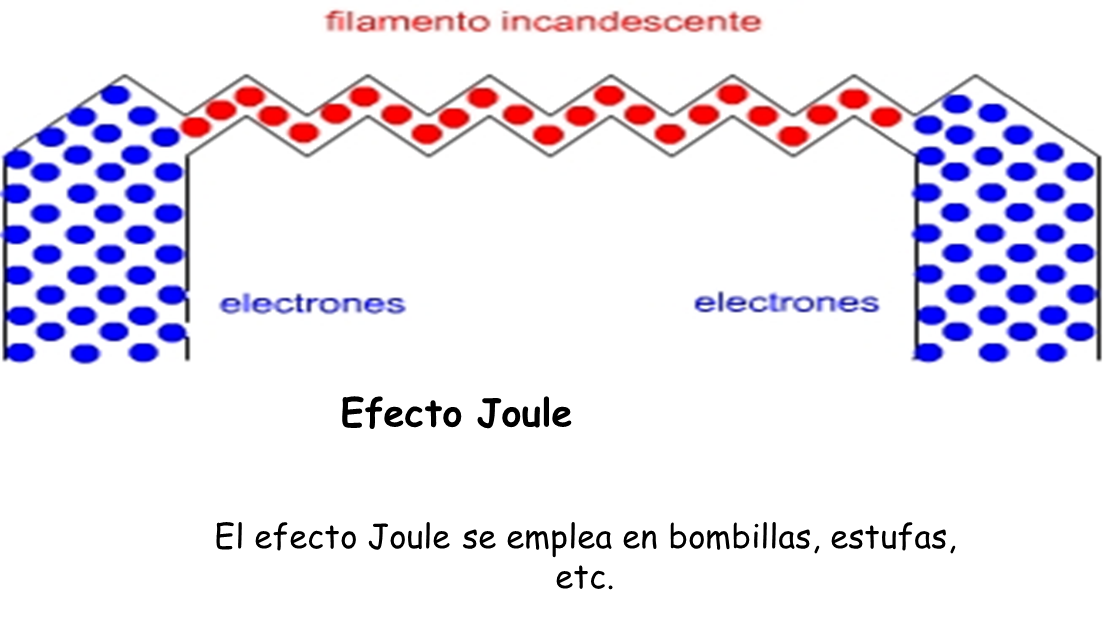 filamento incandescente
electrones
electrones
Efecto Joule
El efecto Joule se emplea en bombillas, estufas,
etc.